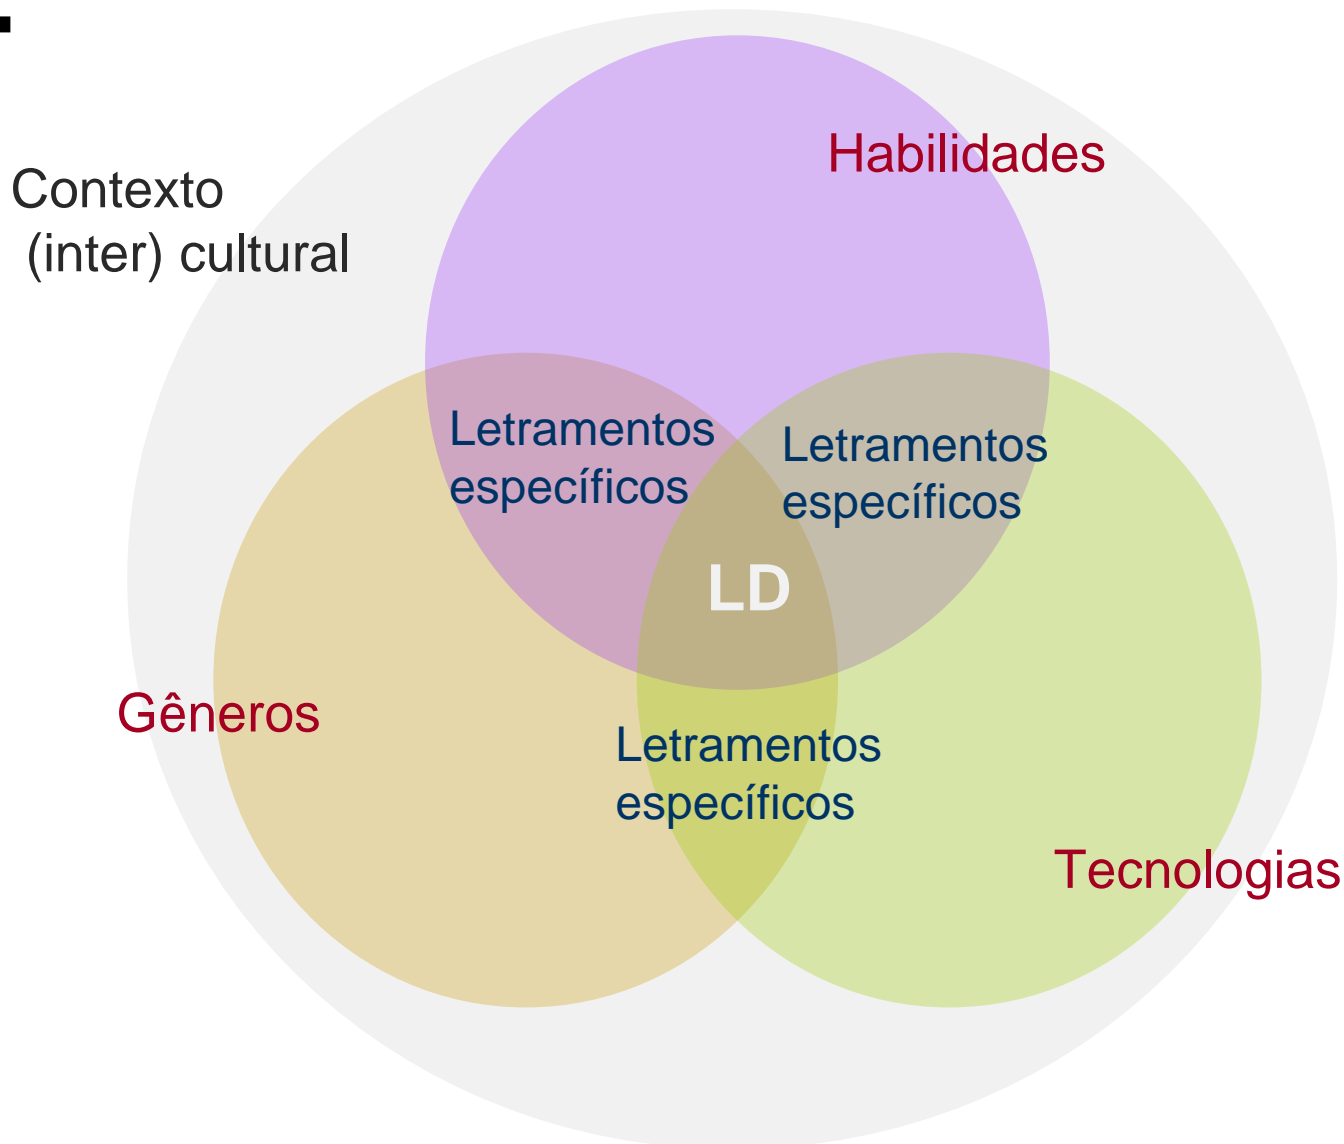 Habilidades
Contexto
(inter) cultural
Letramentos
específicos
Letramentos
específicos
LD
Gêneros
Letramentos
específicos
Tecnologias